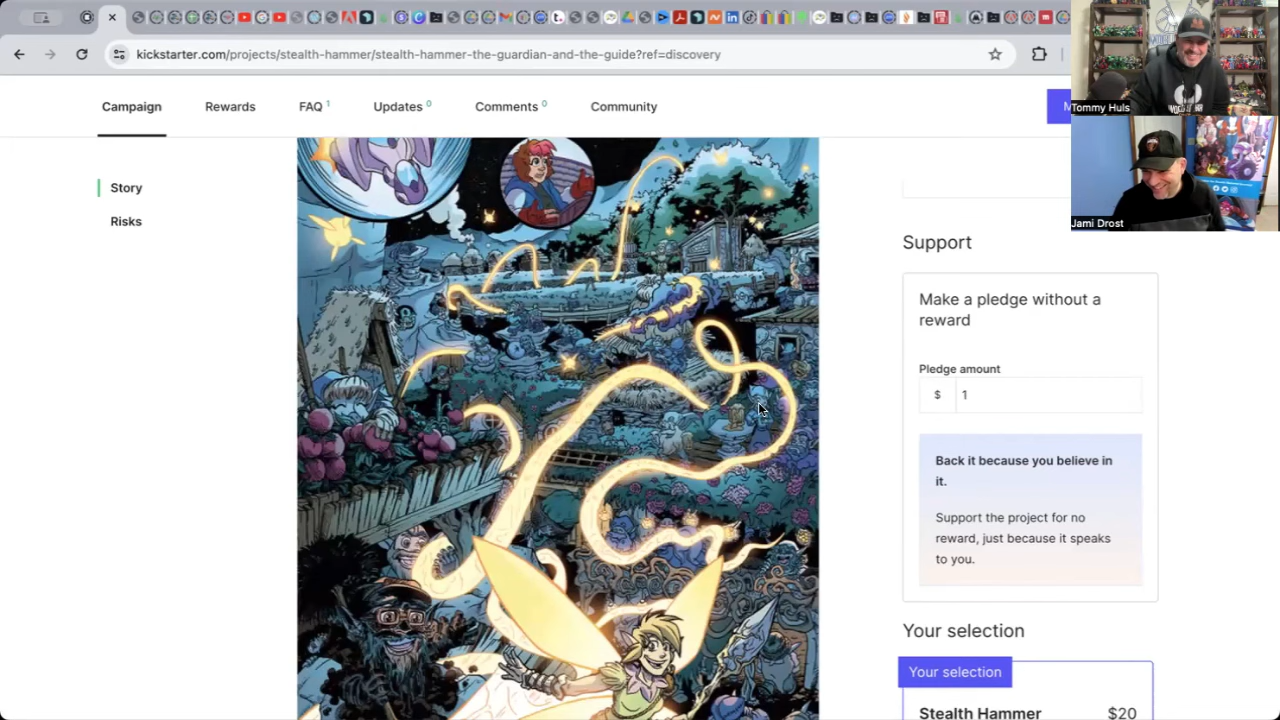 kickstarter.com/projects/stealth-hammer/stealth-hammer-the-guardian-and-the-guide?ref=discovery
Campaign
Rewards
FAQ 1
Updates 0
Comments 0
Community
Tommy Huls
Jami Drost
Story
Risks
Support
Make a pledge without a
reward
Pledge amount
$ 1
Back it because you believe in
it.
Support the project for no
reward, just because it speaks
to you.
Your selection
Your selection
Stealth Hammer
$20